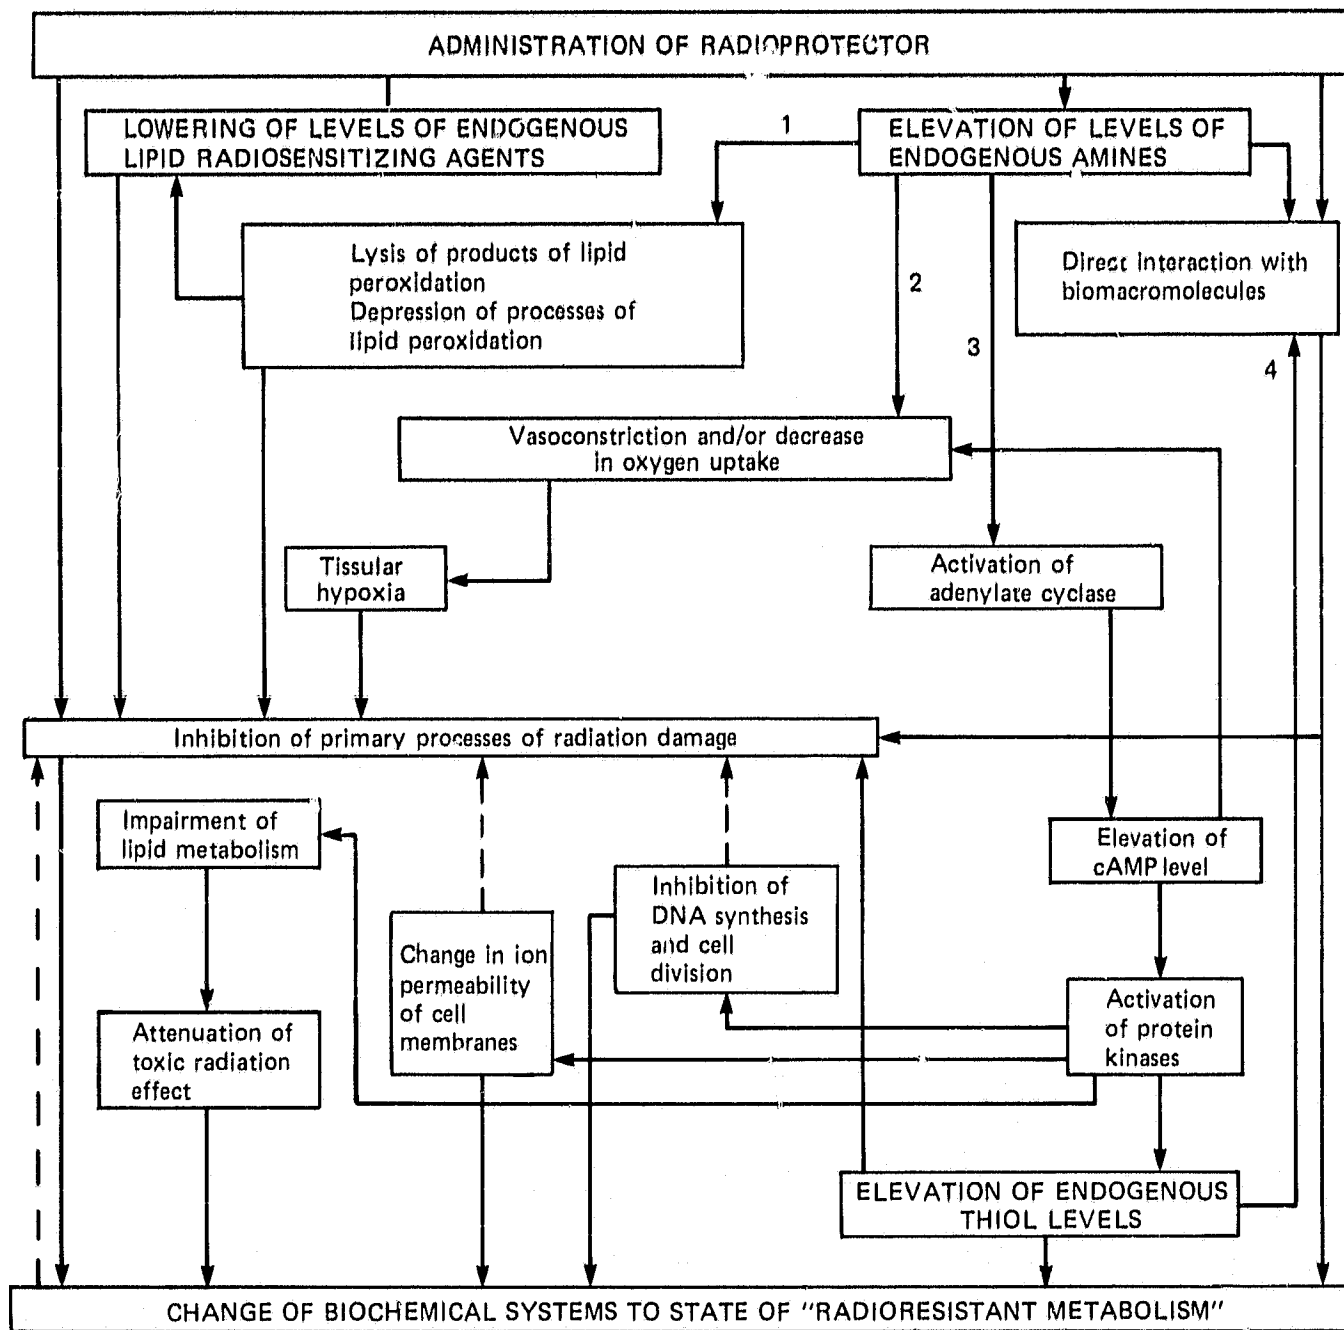 ADMINISTRATION OF RADIOPROTECTOR
LOWERING OF LEVELS OF ENDOGENOUS
LIPID RADIOSENSITIZING AGENTS
1
ELEVATION OF LEVELS OF
ENDOGENOUS AMINES
Lysis of products of lipid
peroxidation
Depression of processes of
lipid peroxidation
2
3
Direct interaction with
biomacromolecules
4
Vasoconstriction and/or decrease
in oxygen uptake
Tissular
hypoxia
Activation of
adenylate cyclase
Inhibition of primary processes of radiation damage
Impairment of
lipid metabolism
Elevation of
cAMP level
Inhibition of
DNA synthesis
and cell
division
Change in ion
permeability
of cell
membranes
Activation
of protein
kinases
Attenuation of
toxic radiation
effect
ELEVATION OF ENDOGENOUS
THIOL LEVELS
CHANGE OF BIOCHEMICAL SYSTEMS TO STATE OF "RADIORESISTANT METABOLISM"